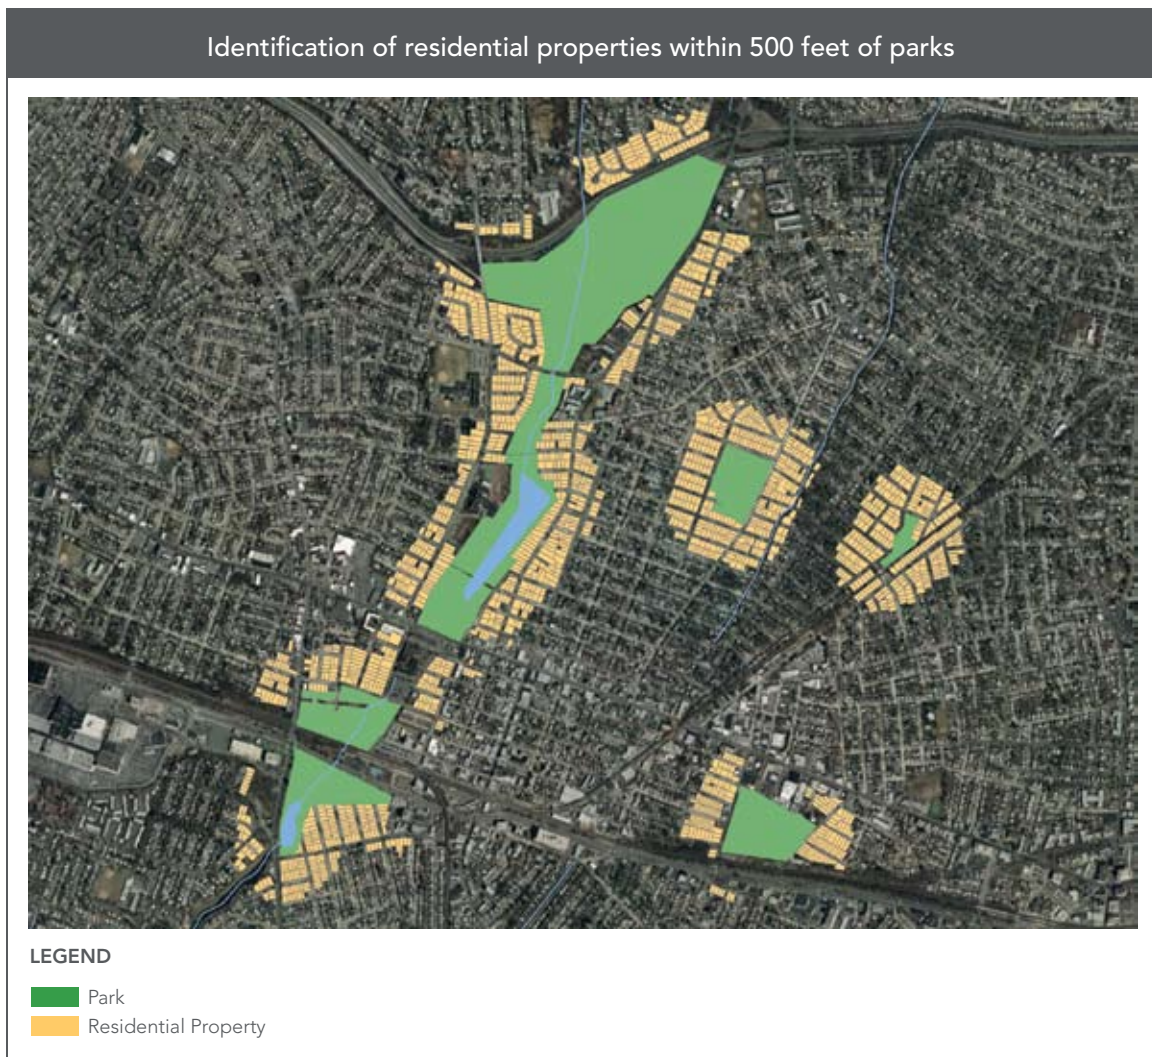 Identification of residential properties within 500 feet of parks
LEGEND
Park
Residential Property